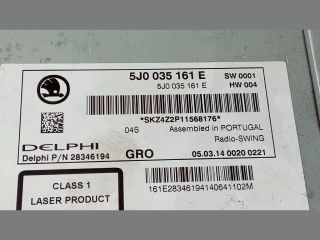 5J0 035 161 E SW 0001
5J0 035 161 E HW 004
*SKZ4Z2P11568176*
04S Assembled in PORTUGAL
Radio-SWING
DELPHI
Delphi P/N 28346194 GRO 05.03.14 0020 0221
CLASS 1
LASER PRODUCT
161E28346194140641102M